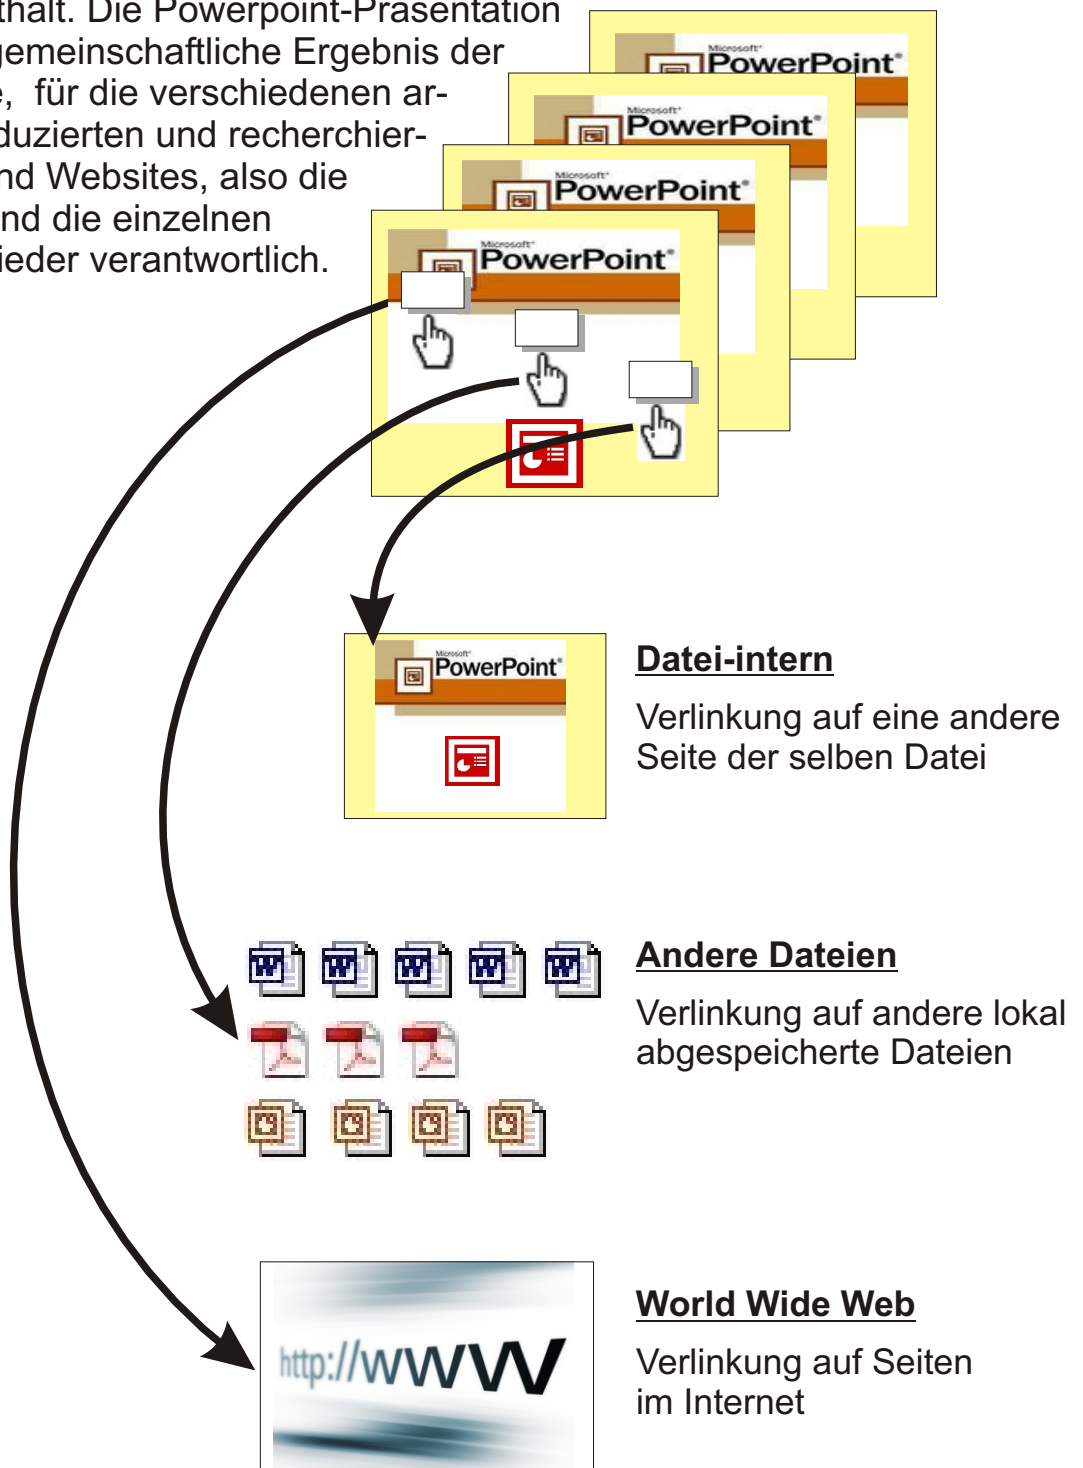 thält. Die Powerpoint-Präsentation
gemeinschaftliche Ergebnis der
für die verschiedenen ar-
duzierten und recherchier-
nd Websites, also die
nd die einzelnen
ieder verantwortlich.
Microsoft®
PowerPoint®
Microsoft®
PowerPoint®
Microsoft®
PowerPoint®
Microsoft®
PowerPoint®
Microsoft®
PowerPoint®
Datei-intern
Verlinkung auf eine andere
Seite der selben Datei
W W W W W
Andere Dateien
Verlinkung auf andere lokal
abgespeicherte Dateien
http://WWW
World Wide Web
Verlinkung auf Seiten
im Internet